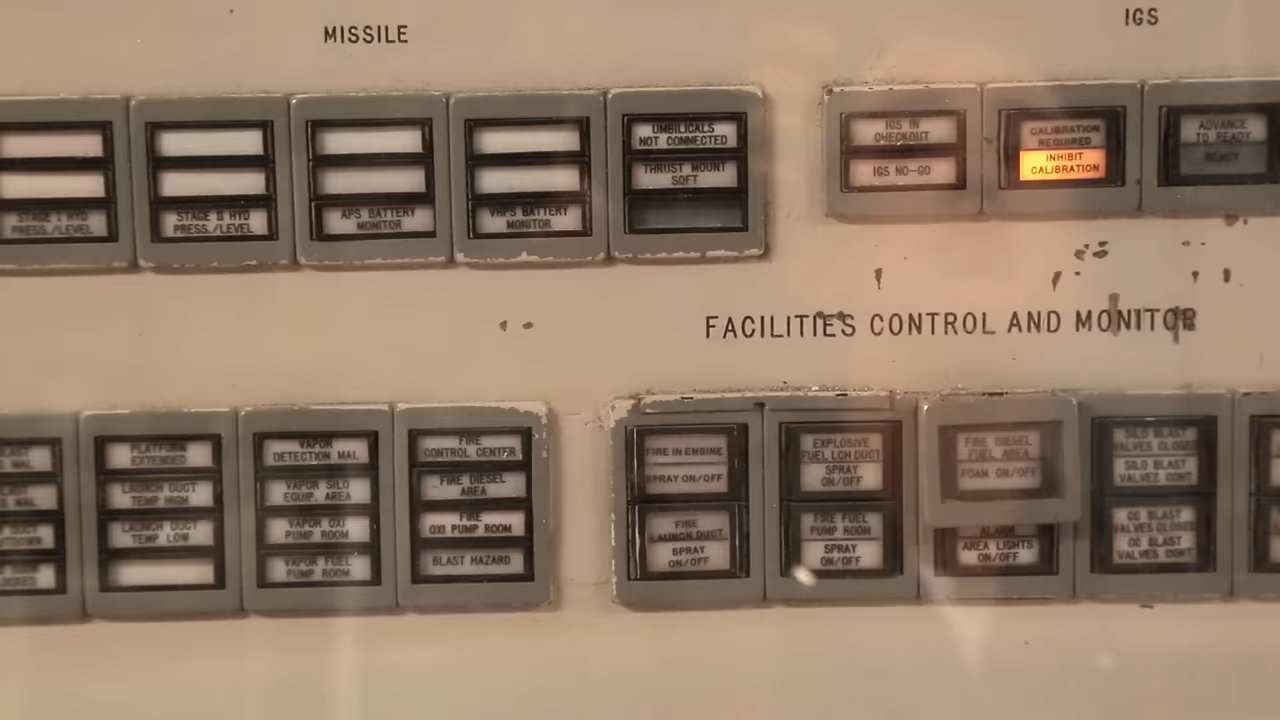 MISSILE
IGS
STAGE I HYD
PRESS./LEVEL
STAGE II HYD
PRESS./LEVEL
APS BATTERY
MONITOR
VHPS BATTERY
MONITOR
UMBILICALS
NOT CONNECTED
THRUST MOUNT
SOFT
IGS IN
CHECKOUT
IGS NO-GO
CALIBRATION
REQUIRED
INHIBIT
CALIBRATION
ADVANCE
TO READY
READY
FACILITIES CONTROL AND MONITOR
MAL
MAL
PLATFORM
EXTENDED
LAUNCH DUCT
TEMP HIGH
LAUNCH DUCT
TEMP LOW
VAPOR
DETECTION MAL
VAPOR SILO
EQUIP. AREA
VAPOR OXI
PUMP ROOM
VAPOR FUEL
PUMP ROOM
FIRE
CONTROL CENTER
FIRE DIESEL
AREA
FIRE
OXI PUMP ROOM
BLAST HAZARD
FIRE IN ENGINE
SPRAY ON/OFF
FIRE
LAUNCH DUCT
SPRAY
ON/OFF
EXPLOSIVE
FUEL LCH DUCT
SPRAY
ON/OFF
FIRE FUEL
PUMP ROOM
SPRAY
ON/OFF
FIRE DIESEL
FUEL AREA
FOAM ON/OFF
ALARM
AREA LIGHTS
ON/OFF
SILO BLAST
VALVES CLOSED
SILO BLAST
VALVES CONT
CC BLAST
VALVES CLOSED
CC BLAST
VALVES CONT